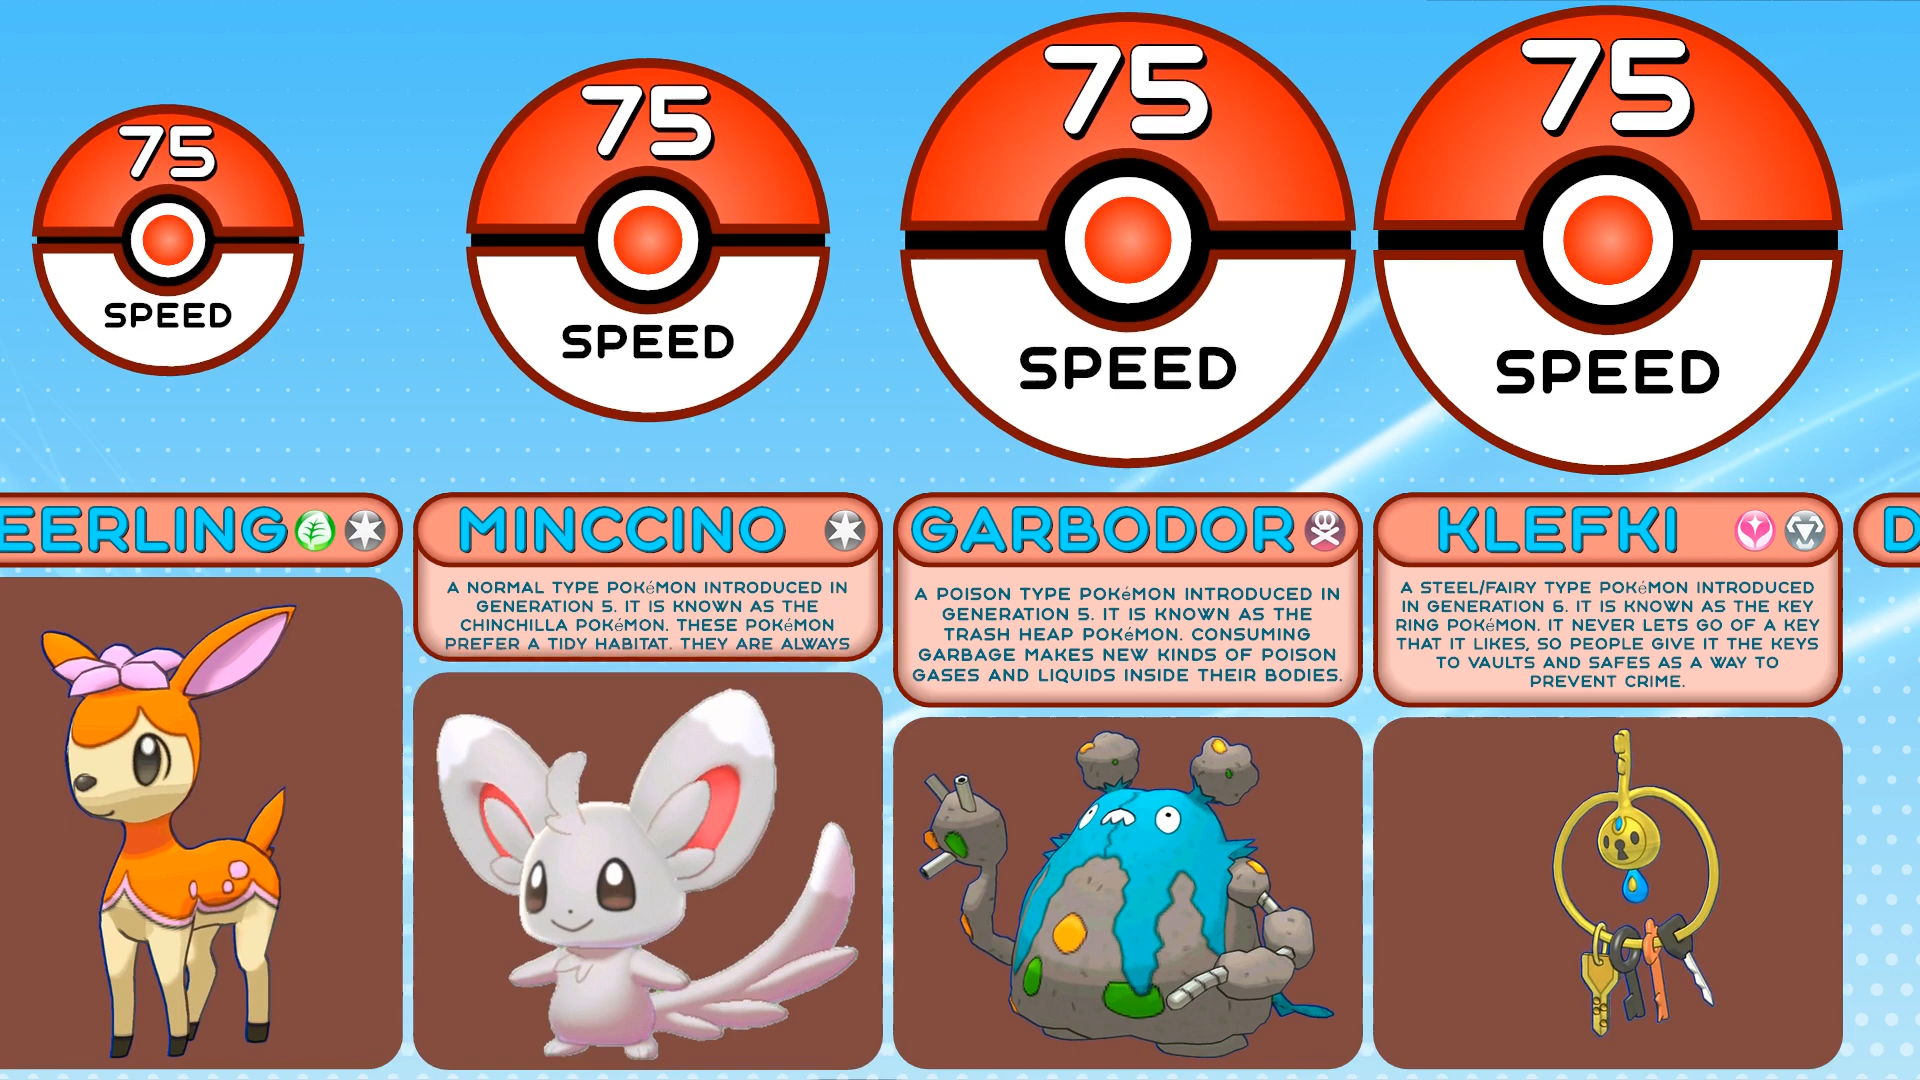 75
SPEED
75
SPEED
75
SPEED
75
SPEED
EERLING
MINCCINO
A NORMAL TYPE POKéMON INTRODUCED IN
GENERATION 5. IT IS KNOWN AS THE
CHINCHILLA POKéMON. THESE POKéMON
PREFER A TIDY HABITAT. THEY ARE ALWAYS
GARBODOR
A POISON TYPE POKéMON INTRODUCED IN
GENERATION 5. IT IS KNOWN AS THE
TRASH HEAP POKéMON. CONSUMING
GARBAGE MAKES NEW KINDS OF POISON
GASES AND LIQUIDS INSIDE THEIR BODIES.
KLEFKI
A STEEL/FAIRY TYPE POKéMON INTRODUCED
IN GENERATION 6. IT IS KNOWN AS THE KEY
RING POKéMON. IT NEVER LETS GO OF A KEY
THAT IT LIKES, SO PEOPLE GIVE IT THE KEYS
TO VAULTS AND SAFES AS A WAY TO
PREVENT CRIME.
D